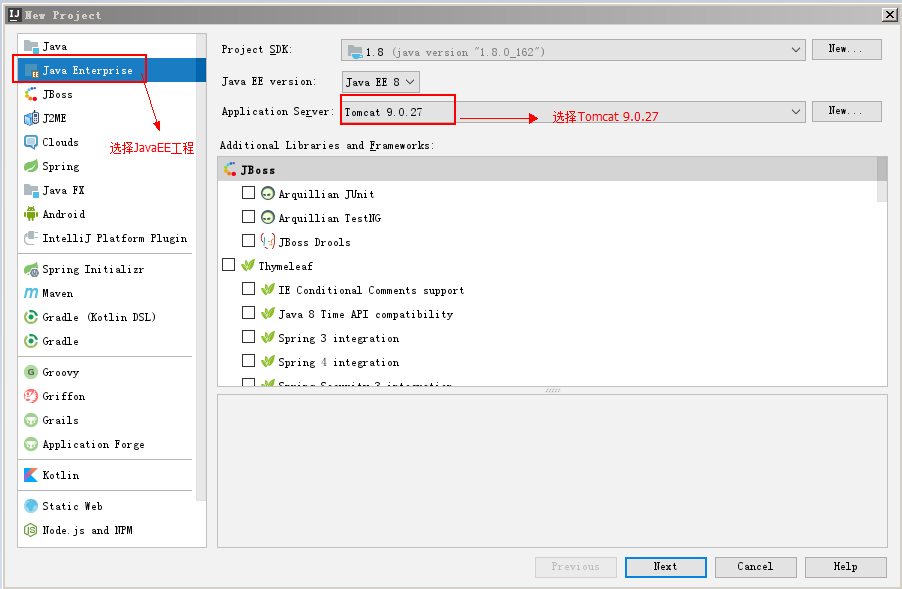 New Project
Java
Java Enterprise
JBoss
J2ME
Clouds
Spring
Java FX
Android
IntelliJ Platform Plugin
Spring Initializr
Maven
Gradle (Kotlin DSL)
Gradle
Groovy
Griffon
Grails
Application Forge
Kotlin
Static Web
Node.js and NPM
选择JavaEE工程
Project SDK: 1.8 (java version "1.8.0_162") New...
Java EE version: Java EE 8
Application Server: Tomcat 9.0.27 选择Tomcat 9.0.27 New...
Additional Libraries and Frameworks:
JBoss
Arquillian JUnit
Arquillian TestNG
JBoss Drools
Thymeleaf
IE Conditional Comments support
Java 8 Time API compatibility
Spring 3 integration
Spring 4 integration
Spring Security 3 integration
Previous Next Cancel Help